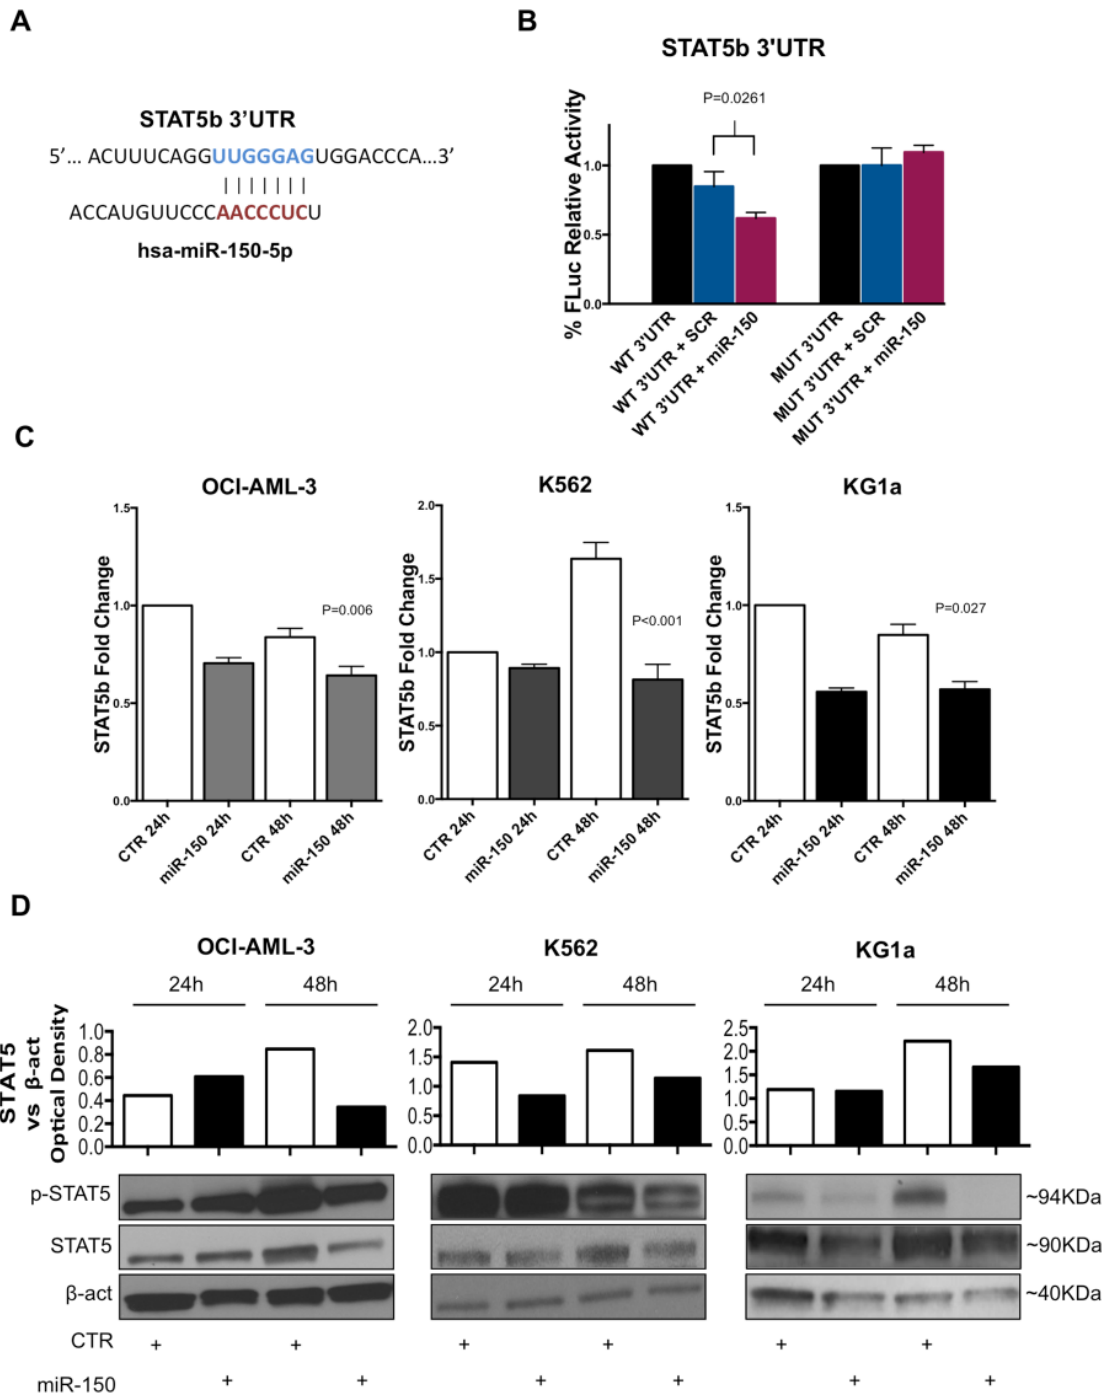 A
STAT5b 3’UTR
5’... ACUUUCAGGUUGGGAGUGGACCCA...3’
| | | | | | |
ACCAUGUUCCCAACCCUCU
hsa-miR-150-5p
B
STAT5b 3'UTR
P=0.0261
% FLuc Relative Activity
1.0
0.5
0.0
WT 3'UTR
WT 3'UTR + SCR
WT 3'UTR + miR-150
MUT 3'UTR
MUT 3'UTR + SCR
MUT 3'UTR + miR-150
C
OCI-AML-3
STAT5b Fold Change
1.5
1.0
0.5
0.0
P=0.006
CTR 24h
miR-150 24h
CTR 48h
miR-150 48h
K562
STAT5b Fold Change
2.0
1.5
1.0
0.5
0.0
P<0.001
CTR 24h
miR-150 24h
CTR 48h
miR-150 48h
KG1a
STAT5b Fold Change
1.5
1.0
0.5
0.0
P=0.027
CTR 24h
miR-150 24h
CTR 48h
miR-150 48h
D
OCI-AML-3
24h 48h
STAT5
vs β-act
Optical Density
1.0
0.8
0.6
0.4
0.2
0.0
K562
24h 48h
2.0
1.5
1.0
0.5
0.0
KG1a
24h 48h
2.5
2.0
1.5
1.0
0.5
0.0
p-STAT5 ~94KDa
STAT5 ~90KDa
β-act ~40KDa
CTR + + + + + +
miR-150 + + + + + +